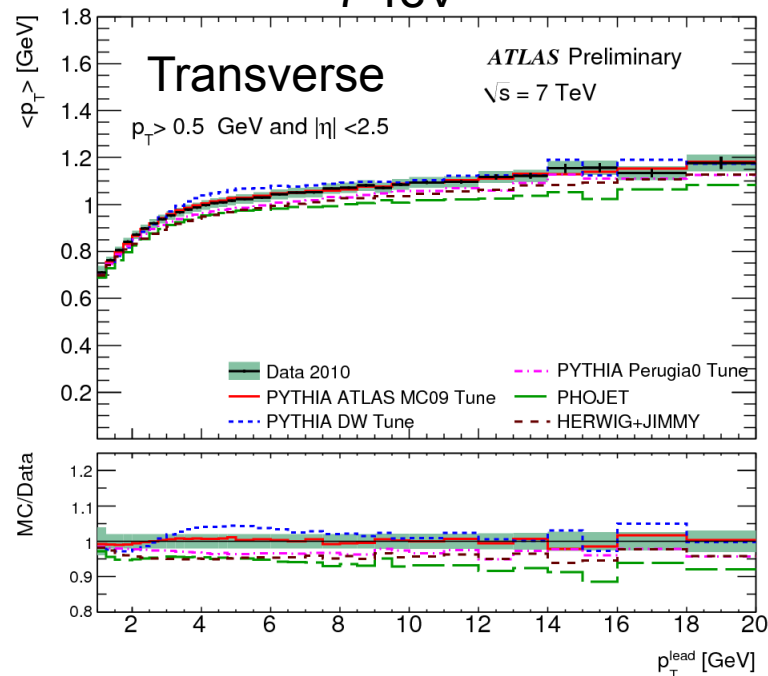 7 TeV
<p_T> [GeV]
1.8
1.6
1.4
1.2
1
0.8
0.6
0.4
0.2
Transverse
ATLAS Preliminary
√s = 7 TeV
p_T> 0.5 GeV and |η| <2.5
Data 2010
PYTHIA ATLAS MC09 Tune
PYTHIA DW Tune
PYTHIA Perugia0 Tune
PHOJET
HERWIG+JIMMY
MC/Data
1.2
1.1
1
0.9
0.8
2 4 6 8 10 12 14 16 18 20
p_T^lead [GeV]